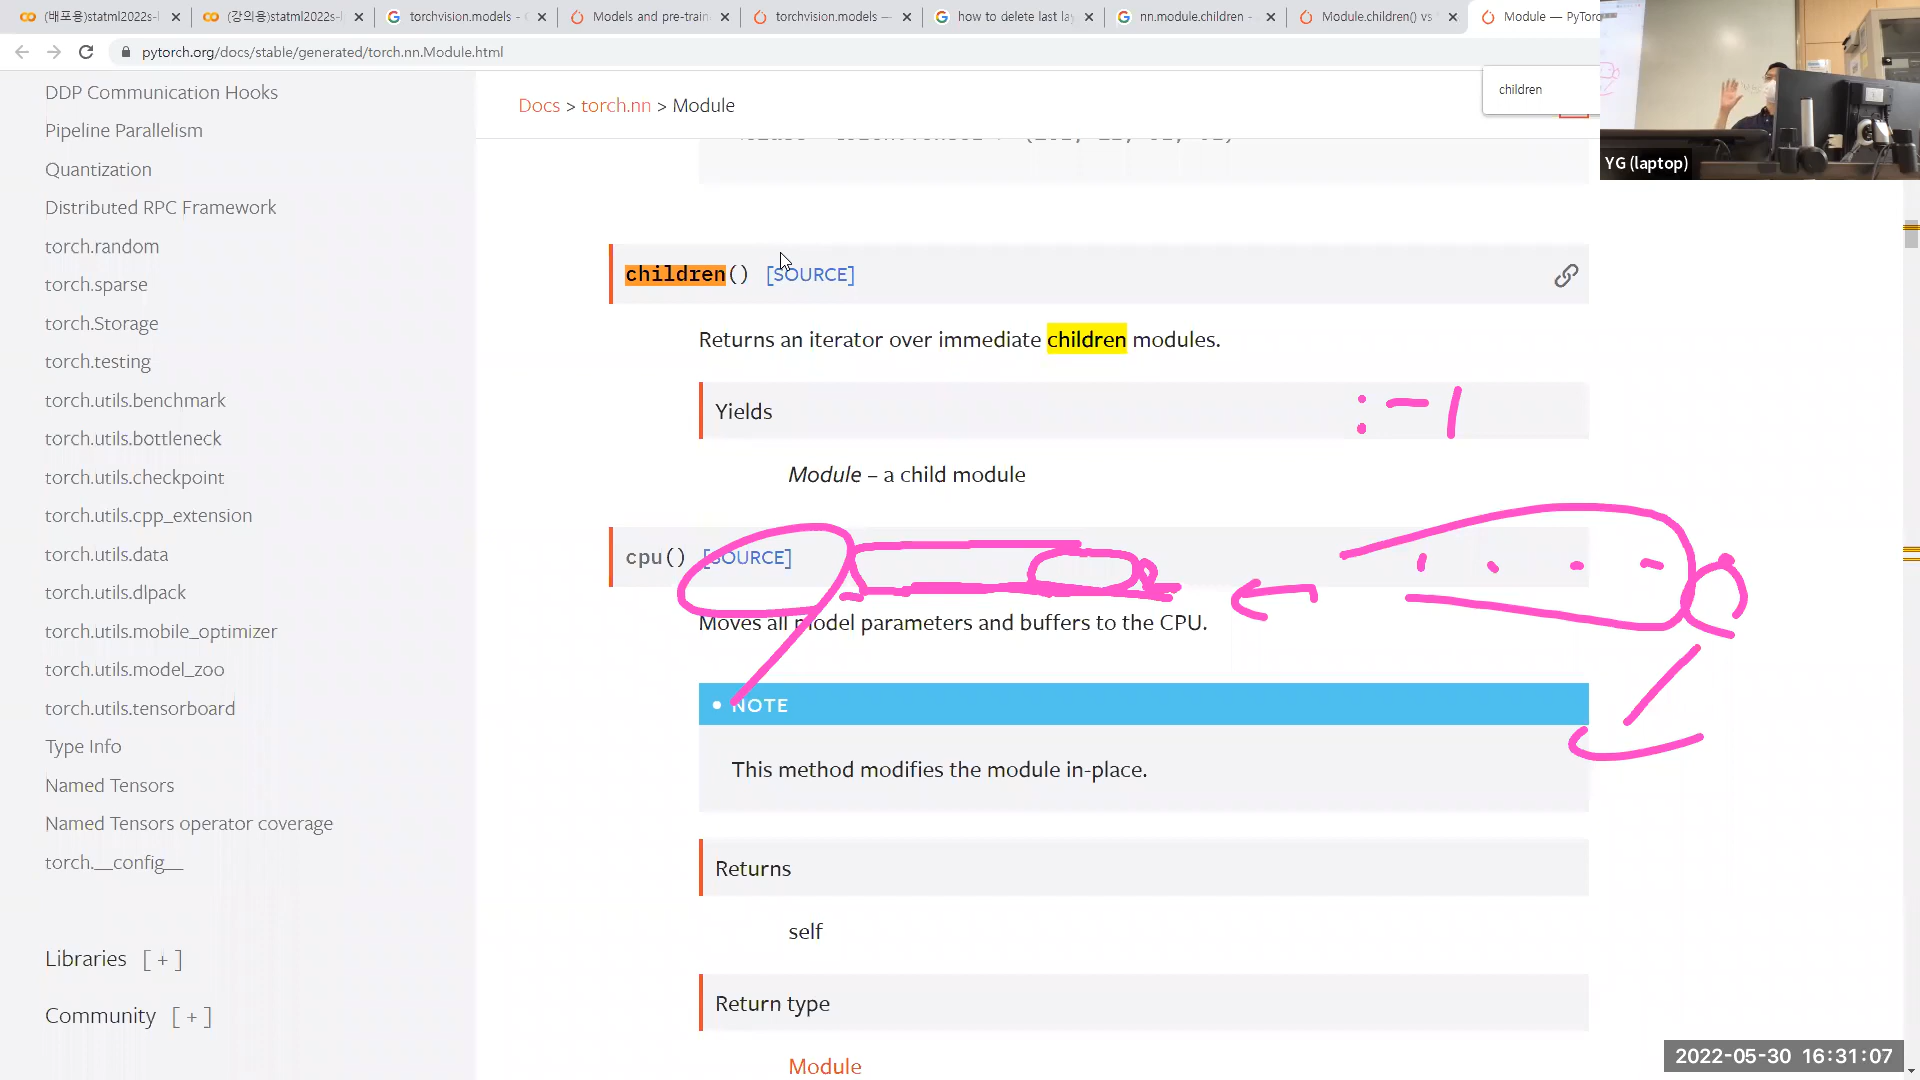 (배포용)statml2022s-l
(강의용)statml2022s-l
torchvision.models - G
Models and pre-train
torchvision.models —
how to delete last lay
nn.module.children -
Module.children() vs
Module — PyTorc
pytorch.org/docs/stable/generated/torch.nn.Module.html
children
YG (laptop)
DDP Communication Hooks
Pipeline Parallelism
Quantization
Distributed RPC Framework
torch.random
torch.sparse
torch.Storage
torch.testing
torch.utils.benchmark
torch.utils.bottleneck
torch.utils.checkpoint
torch.utils.cpp_extension
torch.utils.data
torch.utils.dlpack
torch.utils.mobile_optimizer
torch.utils.model_zoo
torch.utils.tensorboard
Type Info
Named Tensors
Named Tensors operator coverage
torch.__config__
Libraries [ + ]
Community [ + ]
Docs > torch.nn > Module
children() [SOURCE]
Returns an iterator over immediate children modules.
Yields
: -1
Module – a child module
cpu() [SOURCE]
Moves all model parameters and buffers to the CPU.
NOTE
This method modifies the module in-place.
Returns
self
Return type
Module
2022-05-30 16:31:07